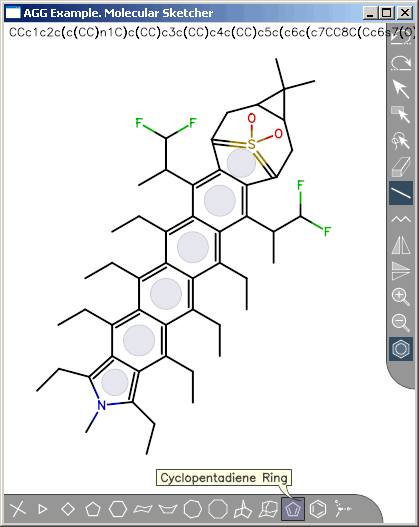 AGG Example. Molecular Sketcher
CCc1c2c(c(CC)n1C)c(CC)c3c(CC)c4c(CC)c5c(c6c(c7CC8C(Cc6s7(O)
O
F F O
S
F
F
N
Cyclopentadiene Ring